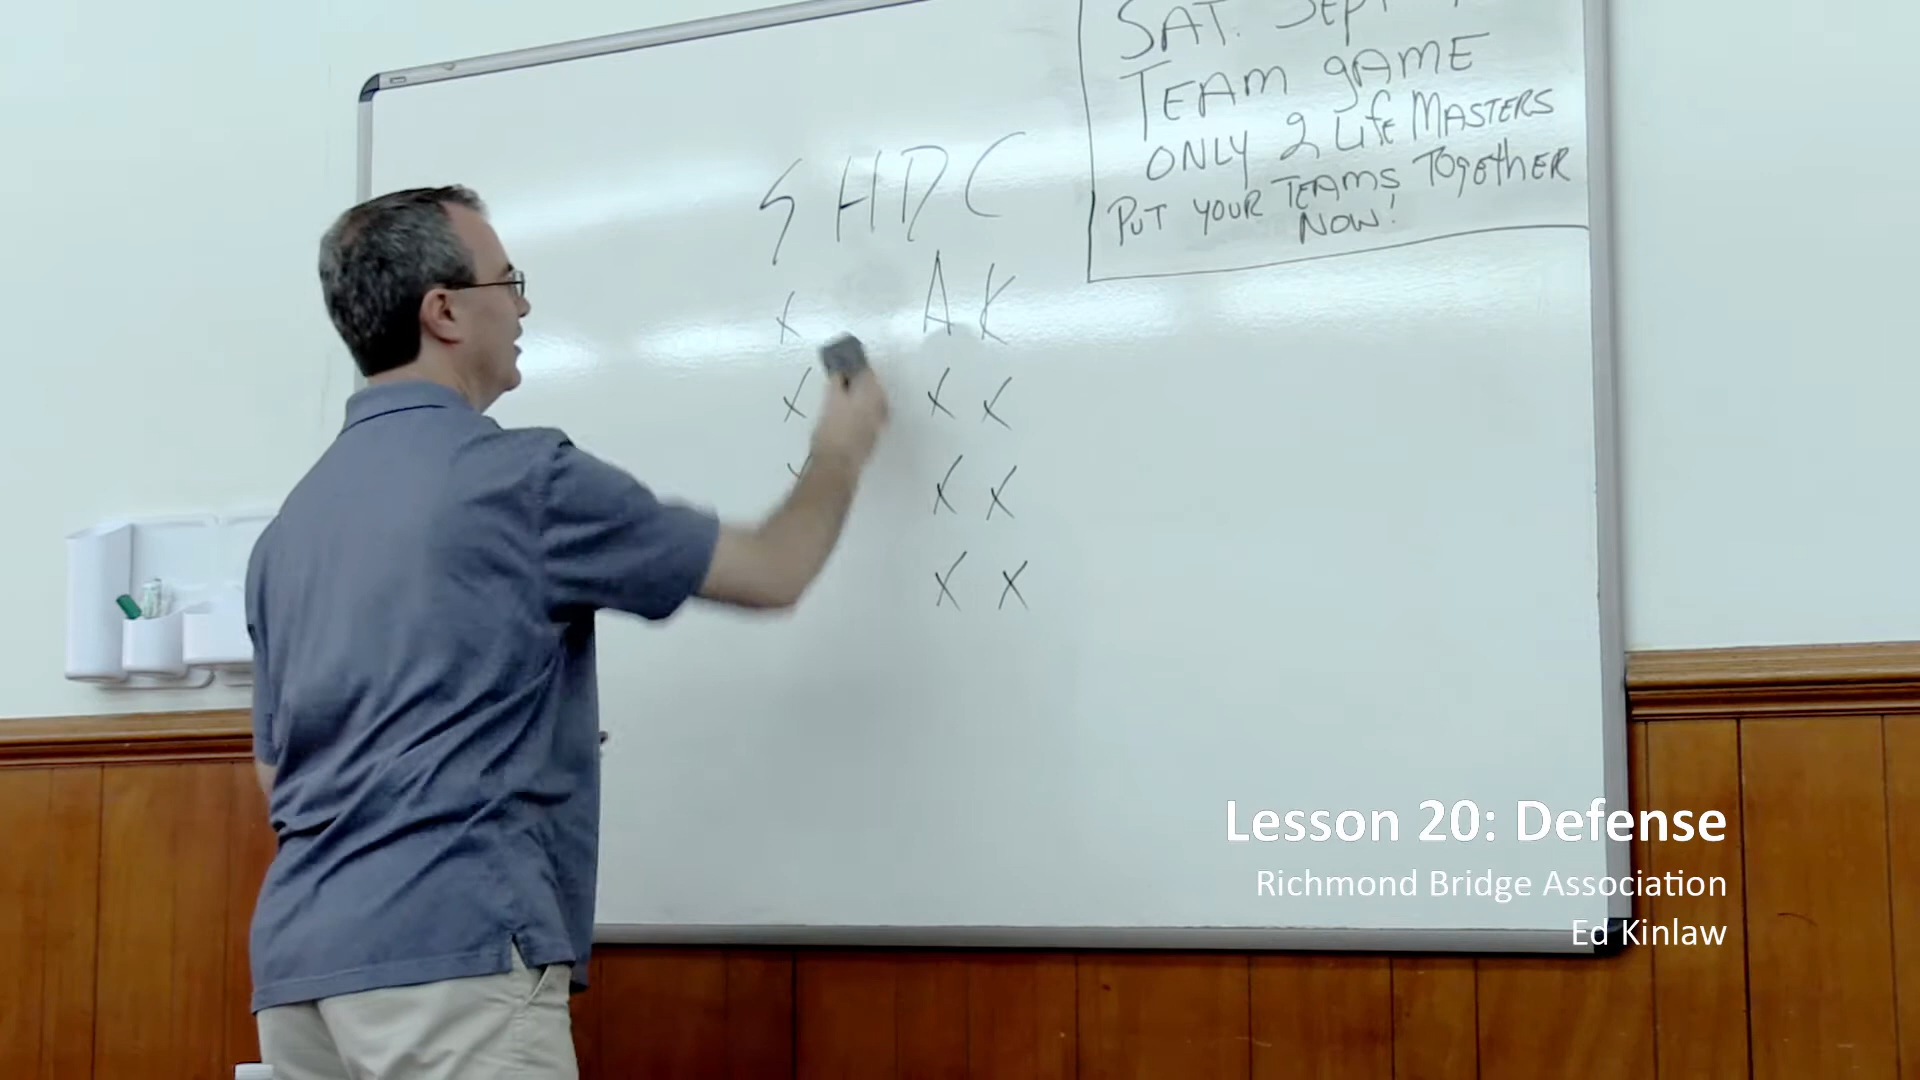 SAT. SEPT
TEAM gAME
ONLY 2 Life MASTERS
PUT YOUR TEAMS TOgetheR
NOW!
S H D C
X A K
X X X
X X X
X X
Lesson 20: Defense
Richmond Bridge Association
Ed Kinlaw